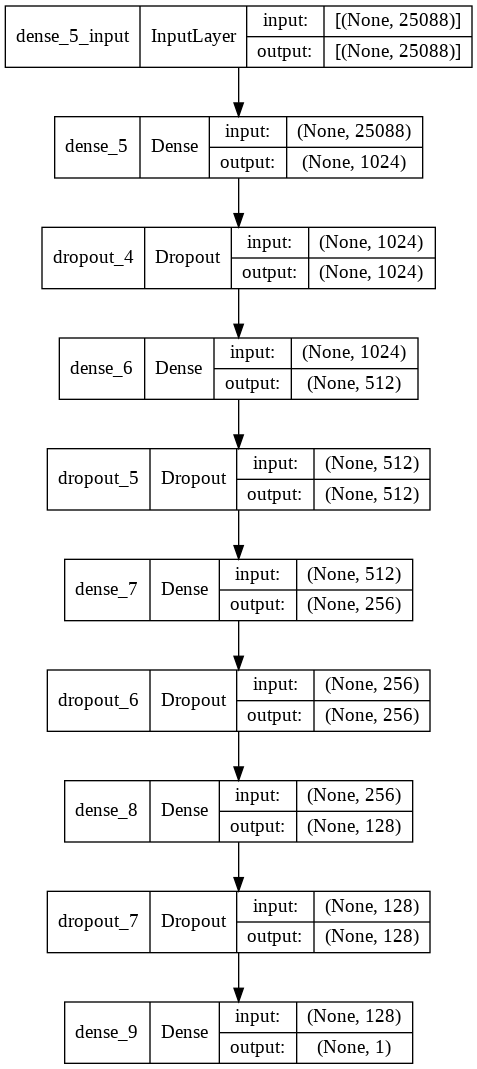 dense_5_input InputLayer input: [(None, 25088)]
output: [(None, 25088)]
dense_5 Dense input: (None, 25088)
output: (None, 1024)
dropout_4 Dropout input: (None, 1024)
output: (None, 1024)
dense_6 Dense input: (None, 1024)
output: (None, 512)
dropout_5 Dropout input: (None, 512)
output: (None, 512)
dense_7 Dense input: (None, 512)
output: (None, 256)
dropout_6 Dropout input: (None, 256)
output: (None, 256)
dense_8 Dense input: (None, 256)
output: (None, 128)
dropout_7 Dropout input: (None, 128)
output: (None, 128)
dense_9 Dense input: (None, 128)
output: (None, 1)